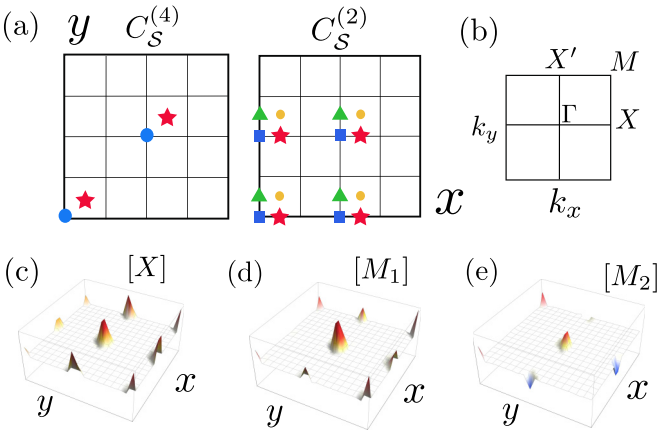 (a) y C_S^(4) C_S^(2) (b)
X′ M
k_y Γ X
x k_x
(c) [X] (d) [M_1] (e) [M_2]
y x y x y x